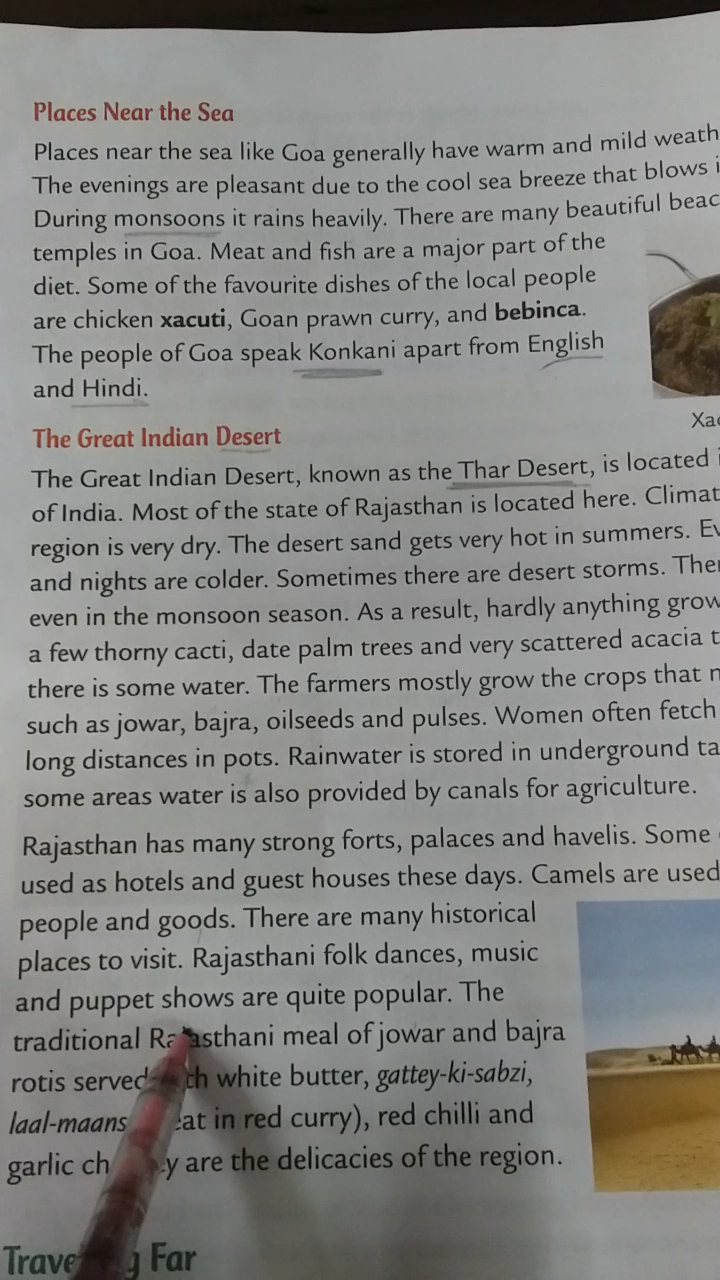 Places Near the Sea
Places near the sea like Goa generally have warm and mild
The evenings are pleasant due to the cool sea breeze that blows
During monsoons it rains heavily. There are many beautiful
temples in Goa. Meat and fish are a major part of the
diet. Some of the favourite dishes of the local people
are chicken xacuti, Goan prawn curry, and bebinca.
The people of Goa speak Konkani apart from English
and Hindi.
The Great Indian Desert
The Great Indian Desert, known as the Thar Desert, is located
of India. Most of the state of Rajasthan is located here.
region is very dry. The desert sand gets very hot in summers.
and nights are colder. Sometimes there are desert storms.
even in the monsoon season. As a result, hardly anything
a few thorny cacti, date palm trees and very scattered acacia
there is some water. The farmers mostly grow the crops that
such as jowar, bajra, oilseeds and pulses. Women often fetch
long distances in pots. Rainwater is stored in underground
some areas water is also provided by canals for agriculture.
Rajasthan has many strong forts, palaces and havelis. Some
used as hotels and guest houses these days. Camels are used
people and goods. There are many historical
places to visit. Rajasthani folk dances, music
and puppet shows are quite popular. The
traditional Rajasthani meal of jowar and bajra
rotis served with white butter, gattey-ki-sabzi,
laal-maans in red curry), red chilli and
garlic are the delicacies of the region.
Far